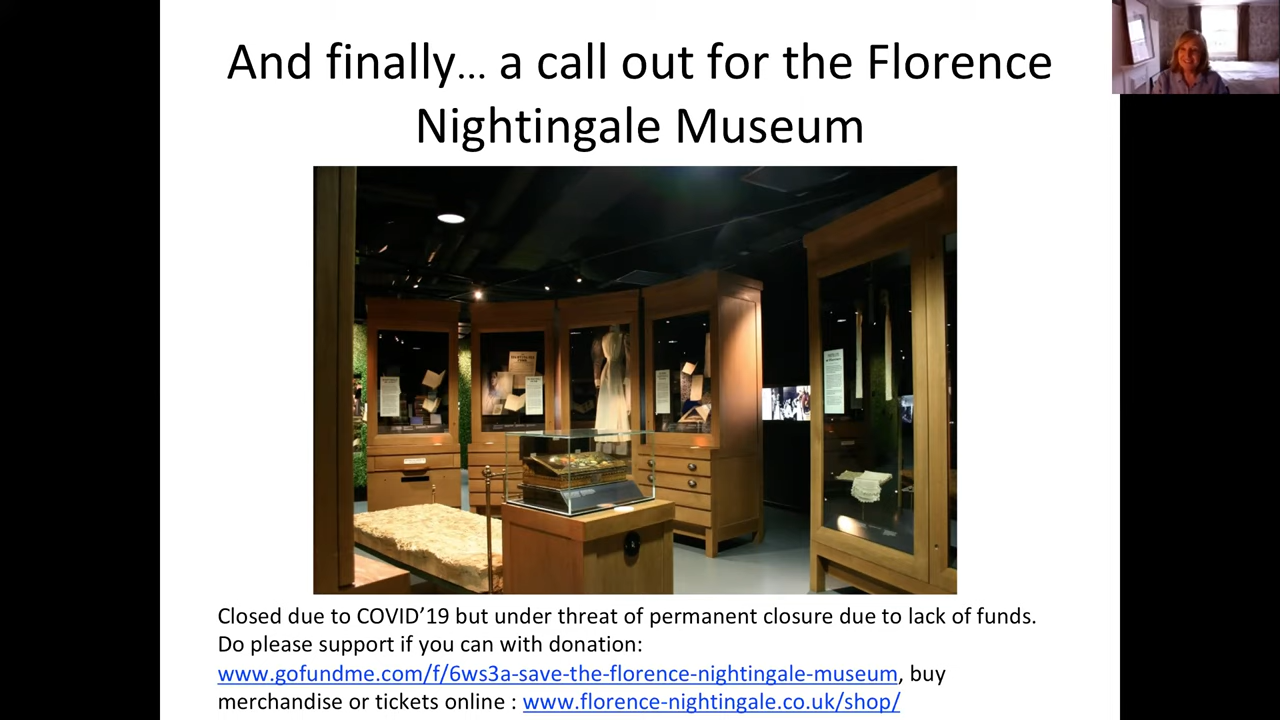 And finally... a call out for the Florence
Nightingale Museum
Closed due to COVID’19 but under threat of permanent closure due to lack of funds.
Do please support if you can with donation:
www.gofundme.com/f/6ws3a-save-the-florence-nightingale-museum, buy
merchandise or tickets online : www.florence-nightingale.co.uk/shop/